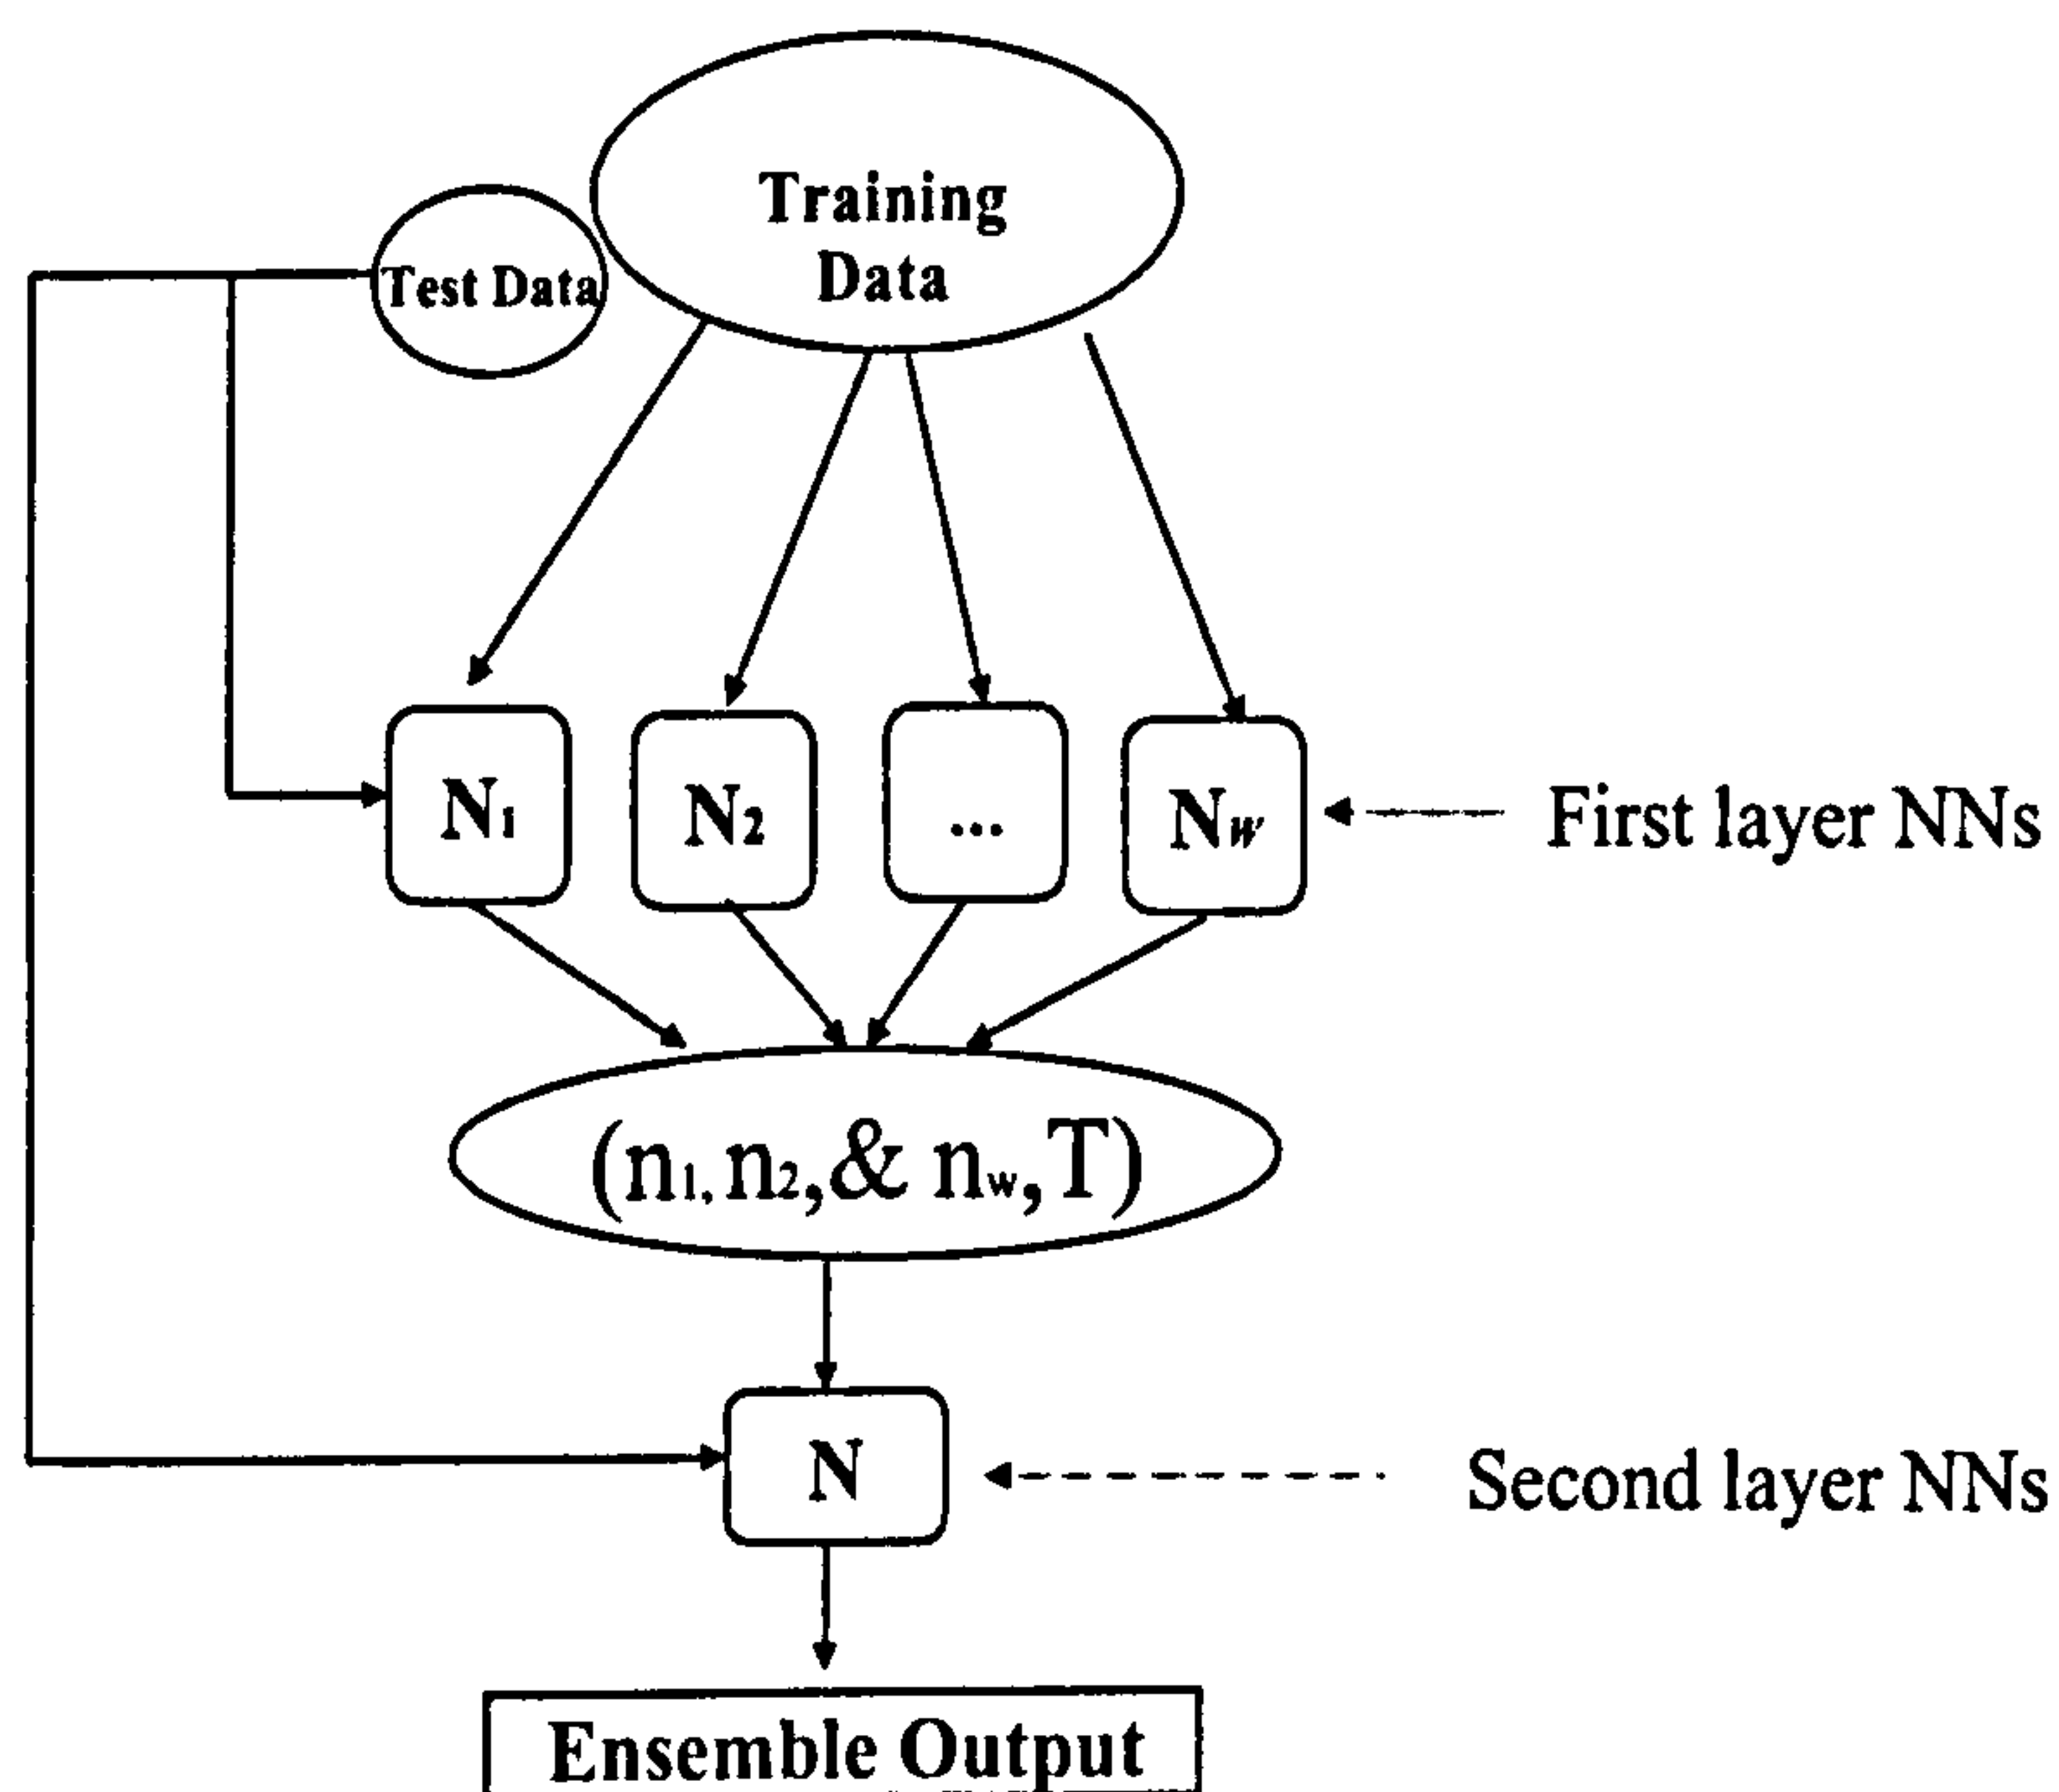 Training
Data
Test Data
N1
N2
...
Nw
First layer NNs
(n1, n2,& nw,T)
N
Second layer NNs
Ensemble Output